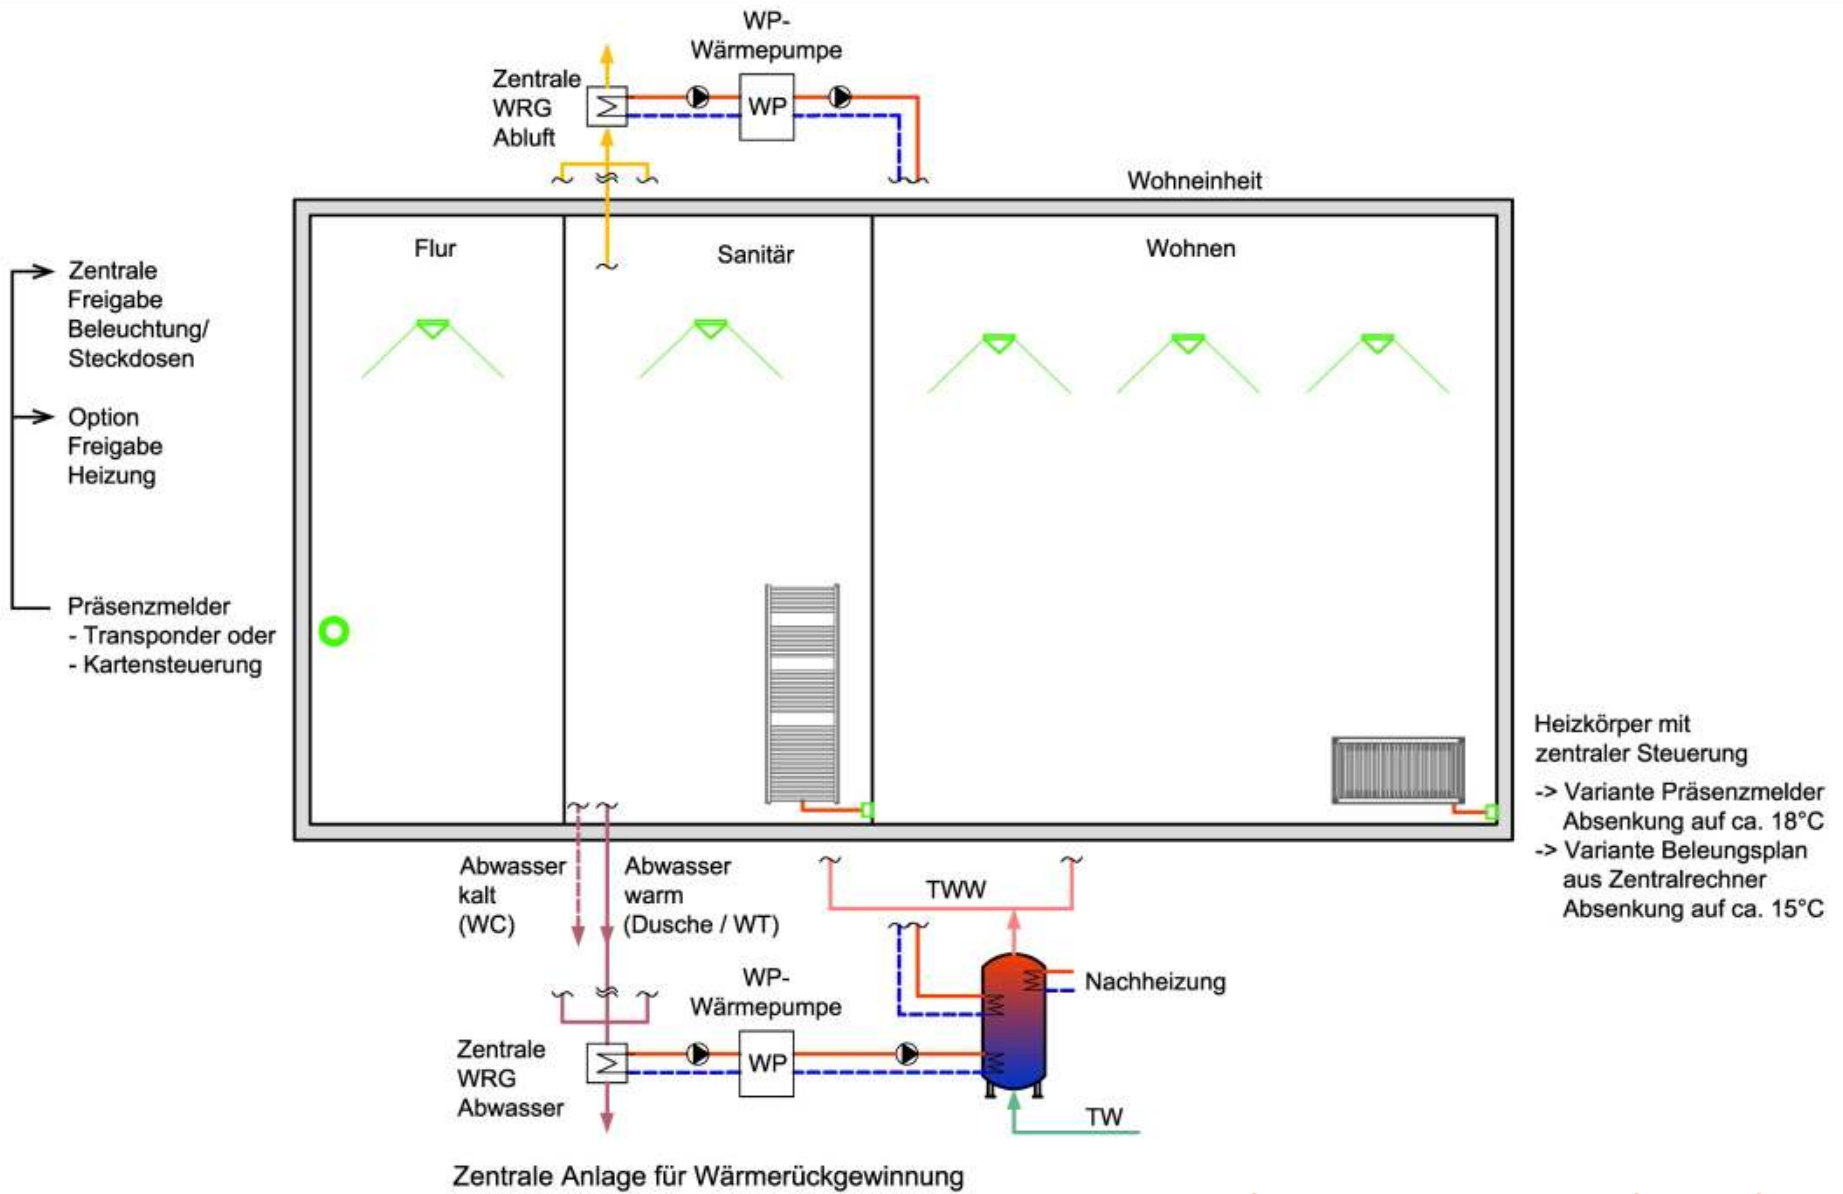 WP-
Wärmepumpe
Zentrale
WRG
Abluft
WP
Wohneinheit
Flur
Sanitär
Wohnen
Zentrale
Freigabe
Beleuchtung/
Steckdosen
Option
Freigabe
Heizung
Präsenzmelder
- Transponder oder
- Kartensteuerung
Heizkörper mit
zentraler Steuerung
-> Variante Präsenzmelder
Absenkung auf ca. 18°C
-> Variante Beleungsplan
aus Zentralrechner
Absenkung auf ca. 15°C
Abwasser
kalt
(WC)
Abwasser
warm
(Dusche / WT)
TWW
WP-
Wärmepumpe
Nachheizung
Zentrale
WRG
Abwasser
WP
TW
Zentrale Anlage für Wärmerückgewinnung